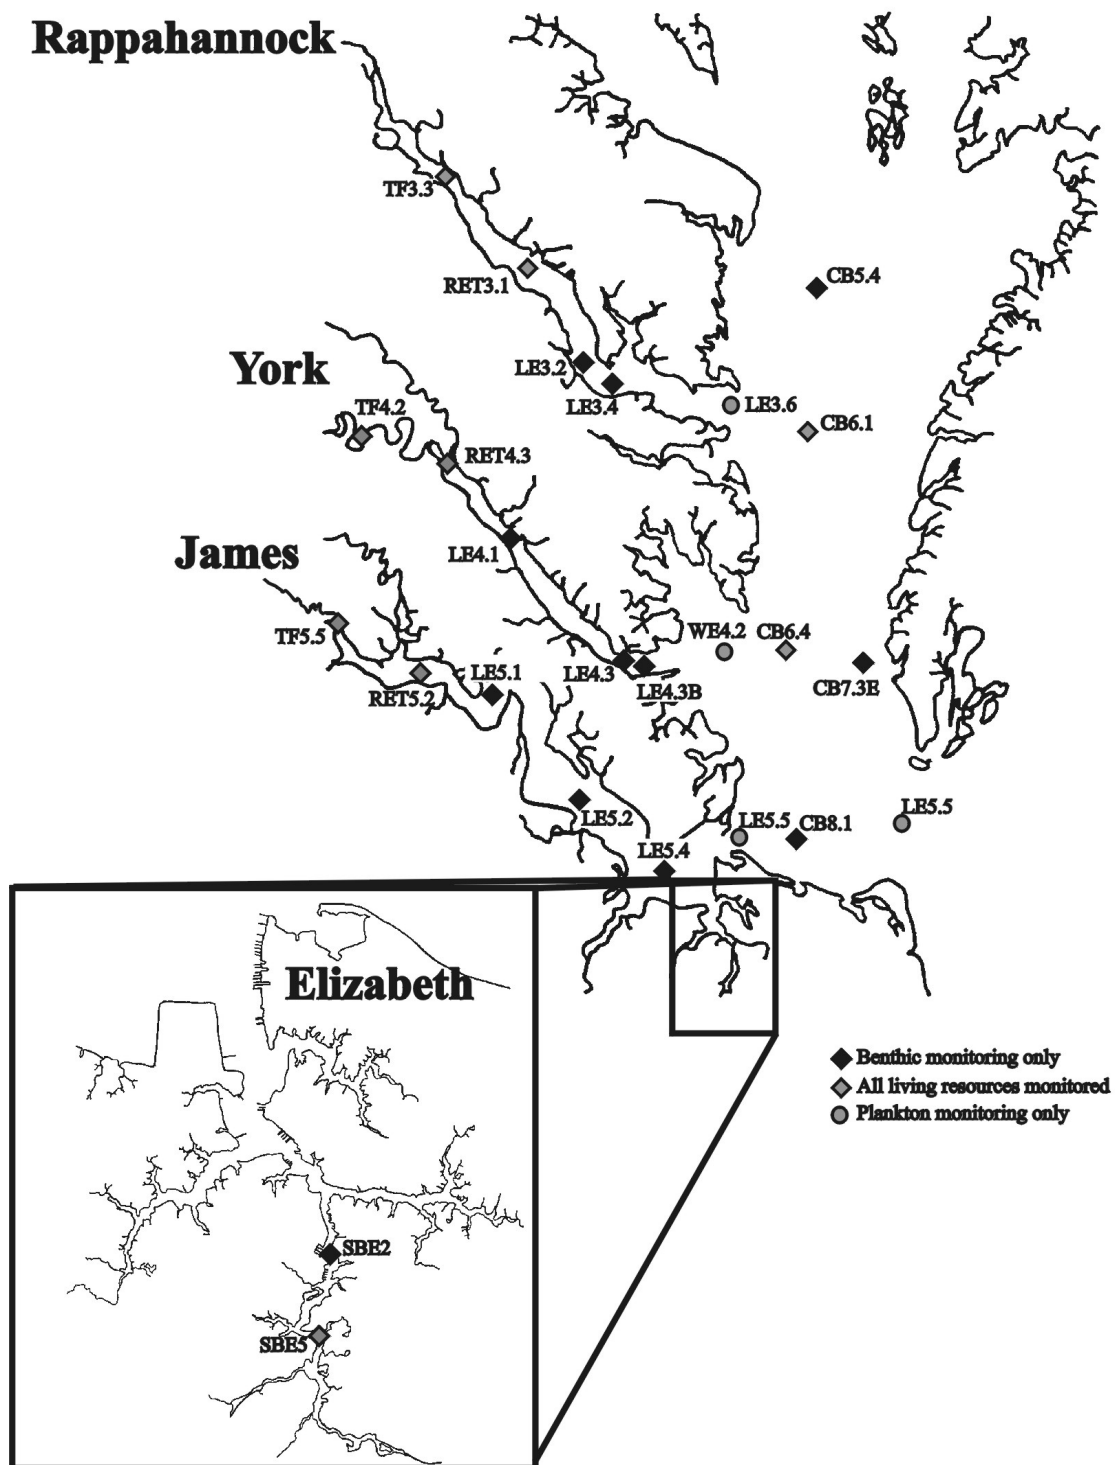 Rappahannock
TF3.3
RET3.1
CB5.4
York
LE3.2
LE3.4
LE3.6
TF4.2
CB6.1
RET4.3
James
LE4.1
TF5.5
WE4.2
CB6.4
LE5.1
LE4.3
RET5.2
LE4.3B
CB7.3E
LE5.2
LE5.5
CB8.1
LE5.5
LE5.4
Elizabeth
Benthic monitoring only
All living resources monitored
Plankton monitoring only
SBE2
SBE5